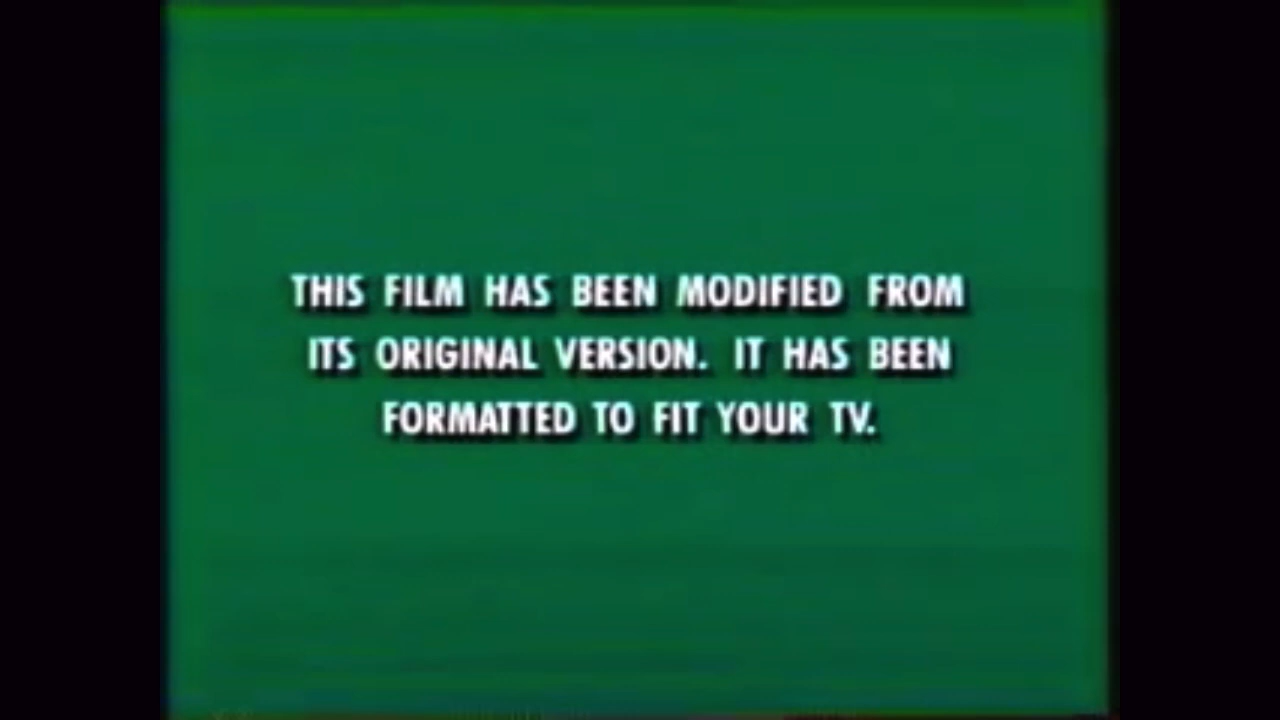 THIS FILM HAS BEEN MODIFIED FROM
ITS ORIGINAL VERSION. IT HAS BEEN
FORMATTED TO FIT YOUR TV.